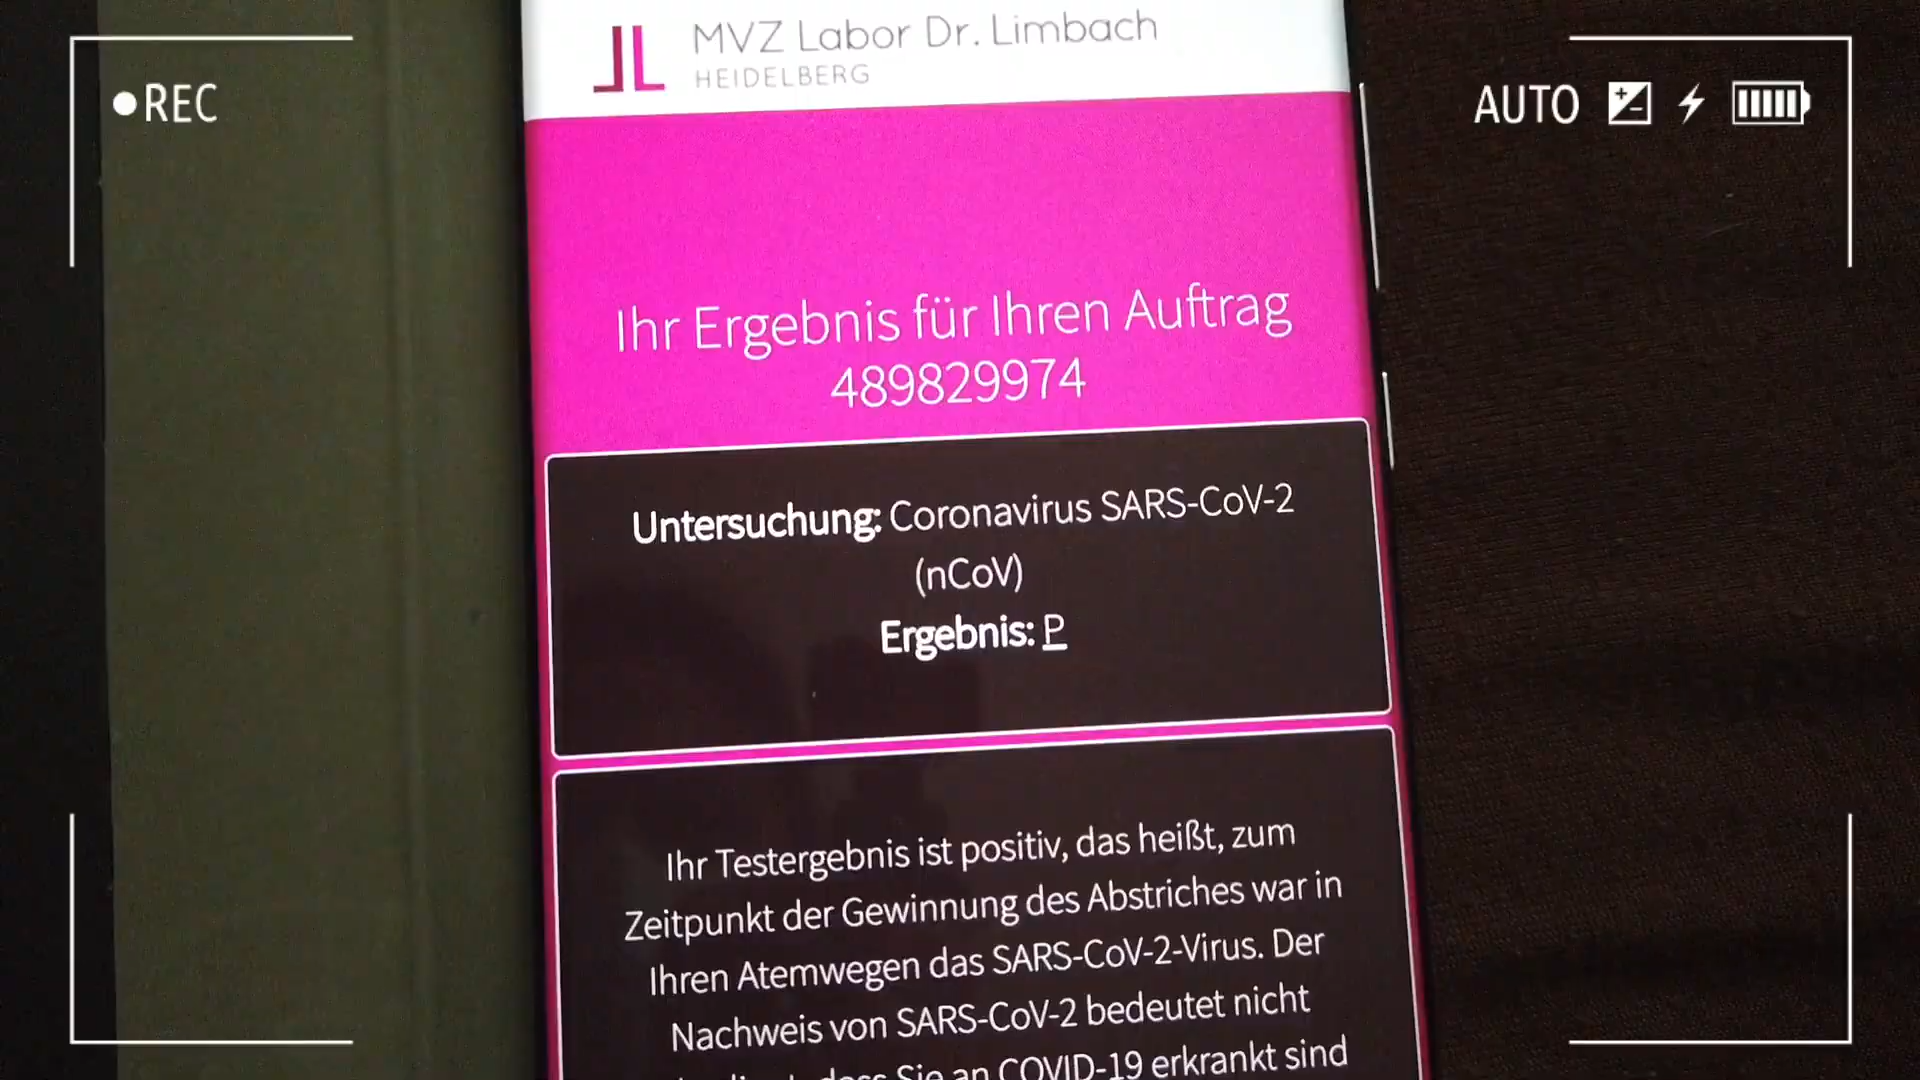 MVZ Labor Dr. Limbach
HEIDELBERG
REC
AUTO
Ihr Ergebnis für Ihren Auftrag
489829974
Untersuchung: Coronavirus SARS-CoV-2
(nCoV)
Ergebnis: P
Ihr Testergebnis ist positiv, das heißt, zum
Zeitpunkt der Gewinnung des Abstriches war in
Ihren Atemwegen das SARS-CoV-2-Virus. Der
Nachweis von SARS-CoV-2 bedeutet nicht
dass Sie an COVID-19 erkrankt sind